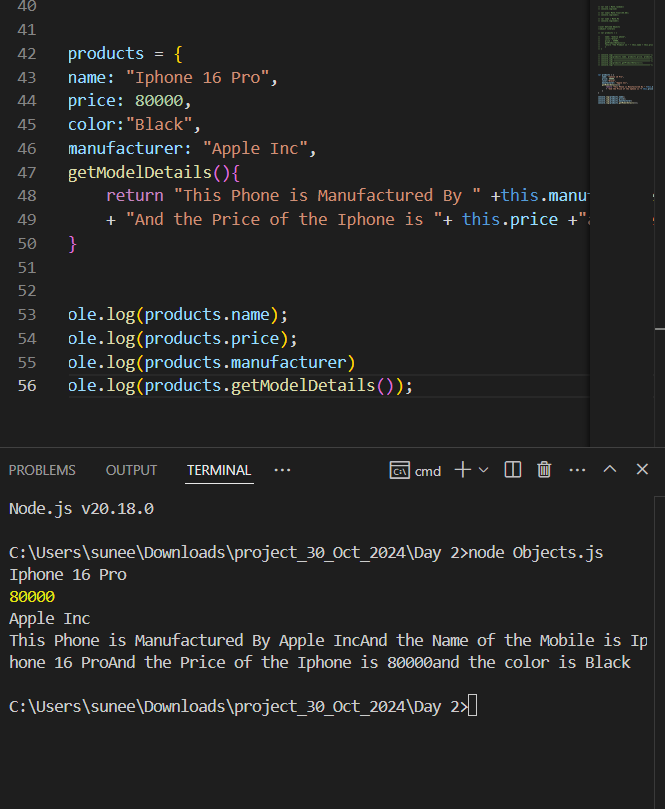 40
41
42 products = {
43 name: "Iphone 16 Pro",
44 price: 80000,
45 color:"Black",
46 manufacturer: "Apple Inc",
47 getModelDetails(){
48 return "This Phone is Manufactured By " +this.manu
49 + "And the Price of the Iphone is "+ this.price +"
50 }
51
52
53 ole.log(products.name);
54 ole.log(products.price);
55 ole.log(products.manufacturer)
56 ole.log(products.getModelDetails());
PROBLEMS OUTPUT TERMINAL ··· cmd ···
Node.js v20.18.0
C:\Users\sunee\Downloads\project_30_Oct_2024\Day 2>node Objects.js
Iphone 16 Pro
80000
Apple Inc
This Phone is Manufactured By Apple IncAnd the Name of the Mobile is Ip
hone 16 ProAnd the Price of the Iphone is 80000and the color is Black
C:\Users\sunee\Downloads\project_30_Oct_2024\Day 2>